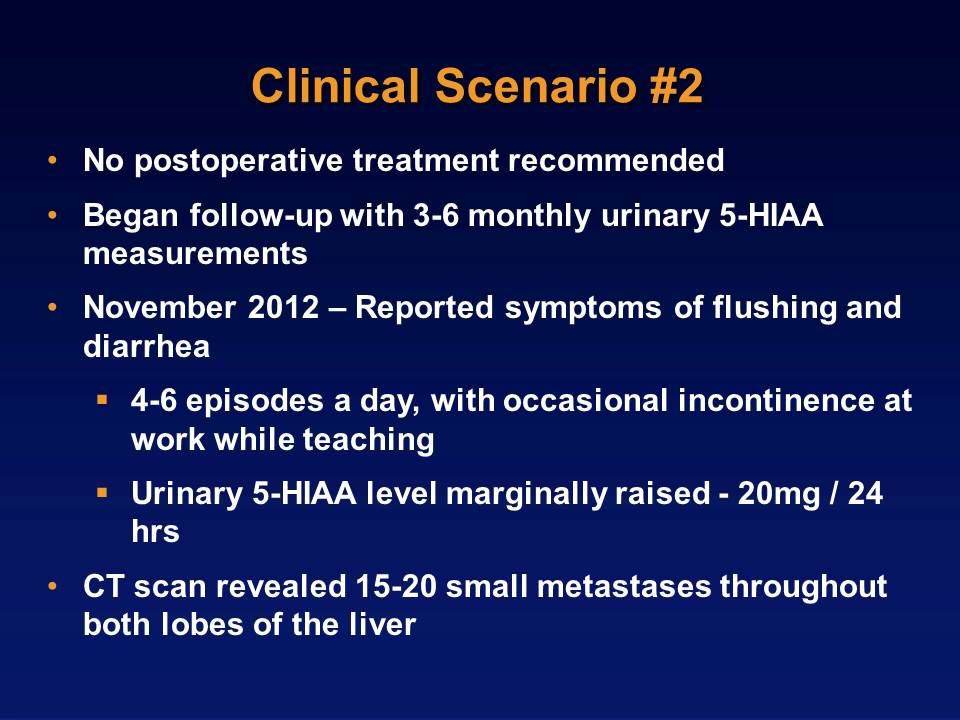 Clinical Scenario #2
• No postoperative treatment recommended
• Began follow-up with 3-6 monthly urinary 5-HIAA
measurements
• November 2012 – Reported symptoms of flushing and
diarrhea
▪ 4-6 episodes a day, with occasional incontinence at
work while teaching
▪ Urinary 5-HIAA level marginally raised - 20mg / 24
hrs
• CT scan revealed 15-20 small metastases throughout
both lobes of the liver